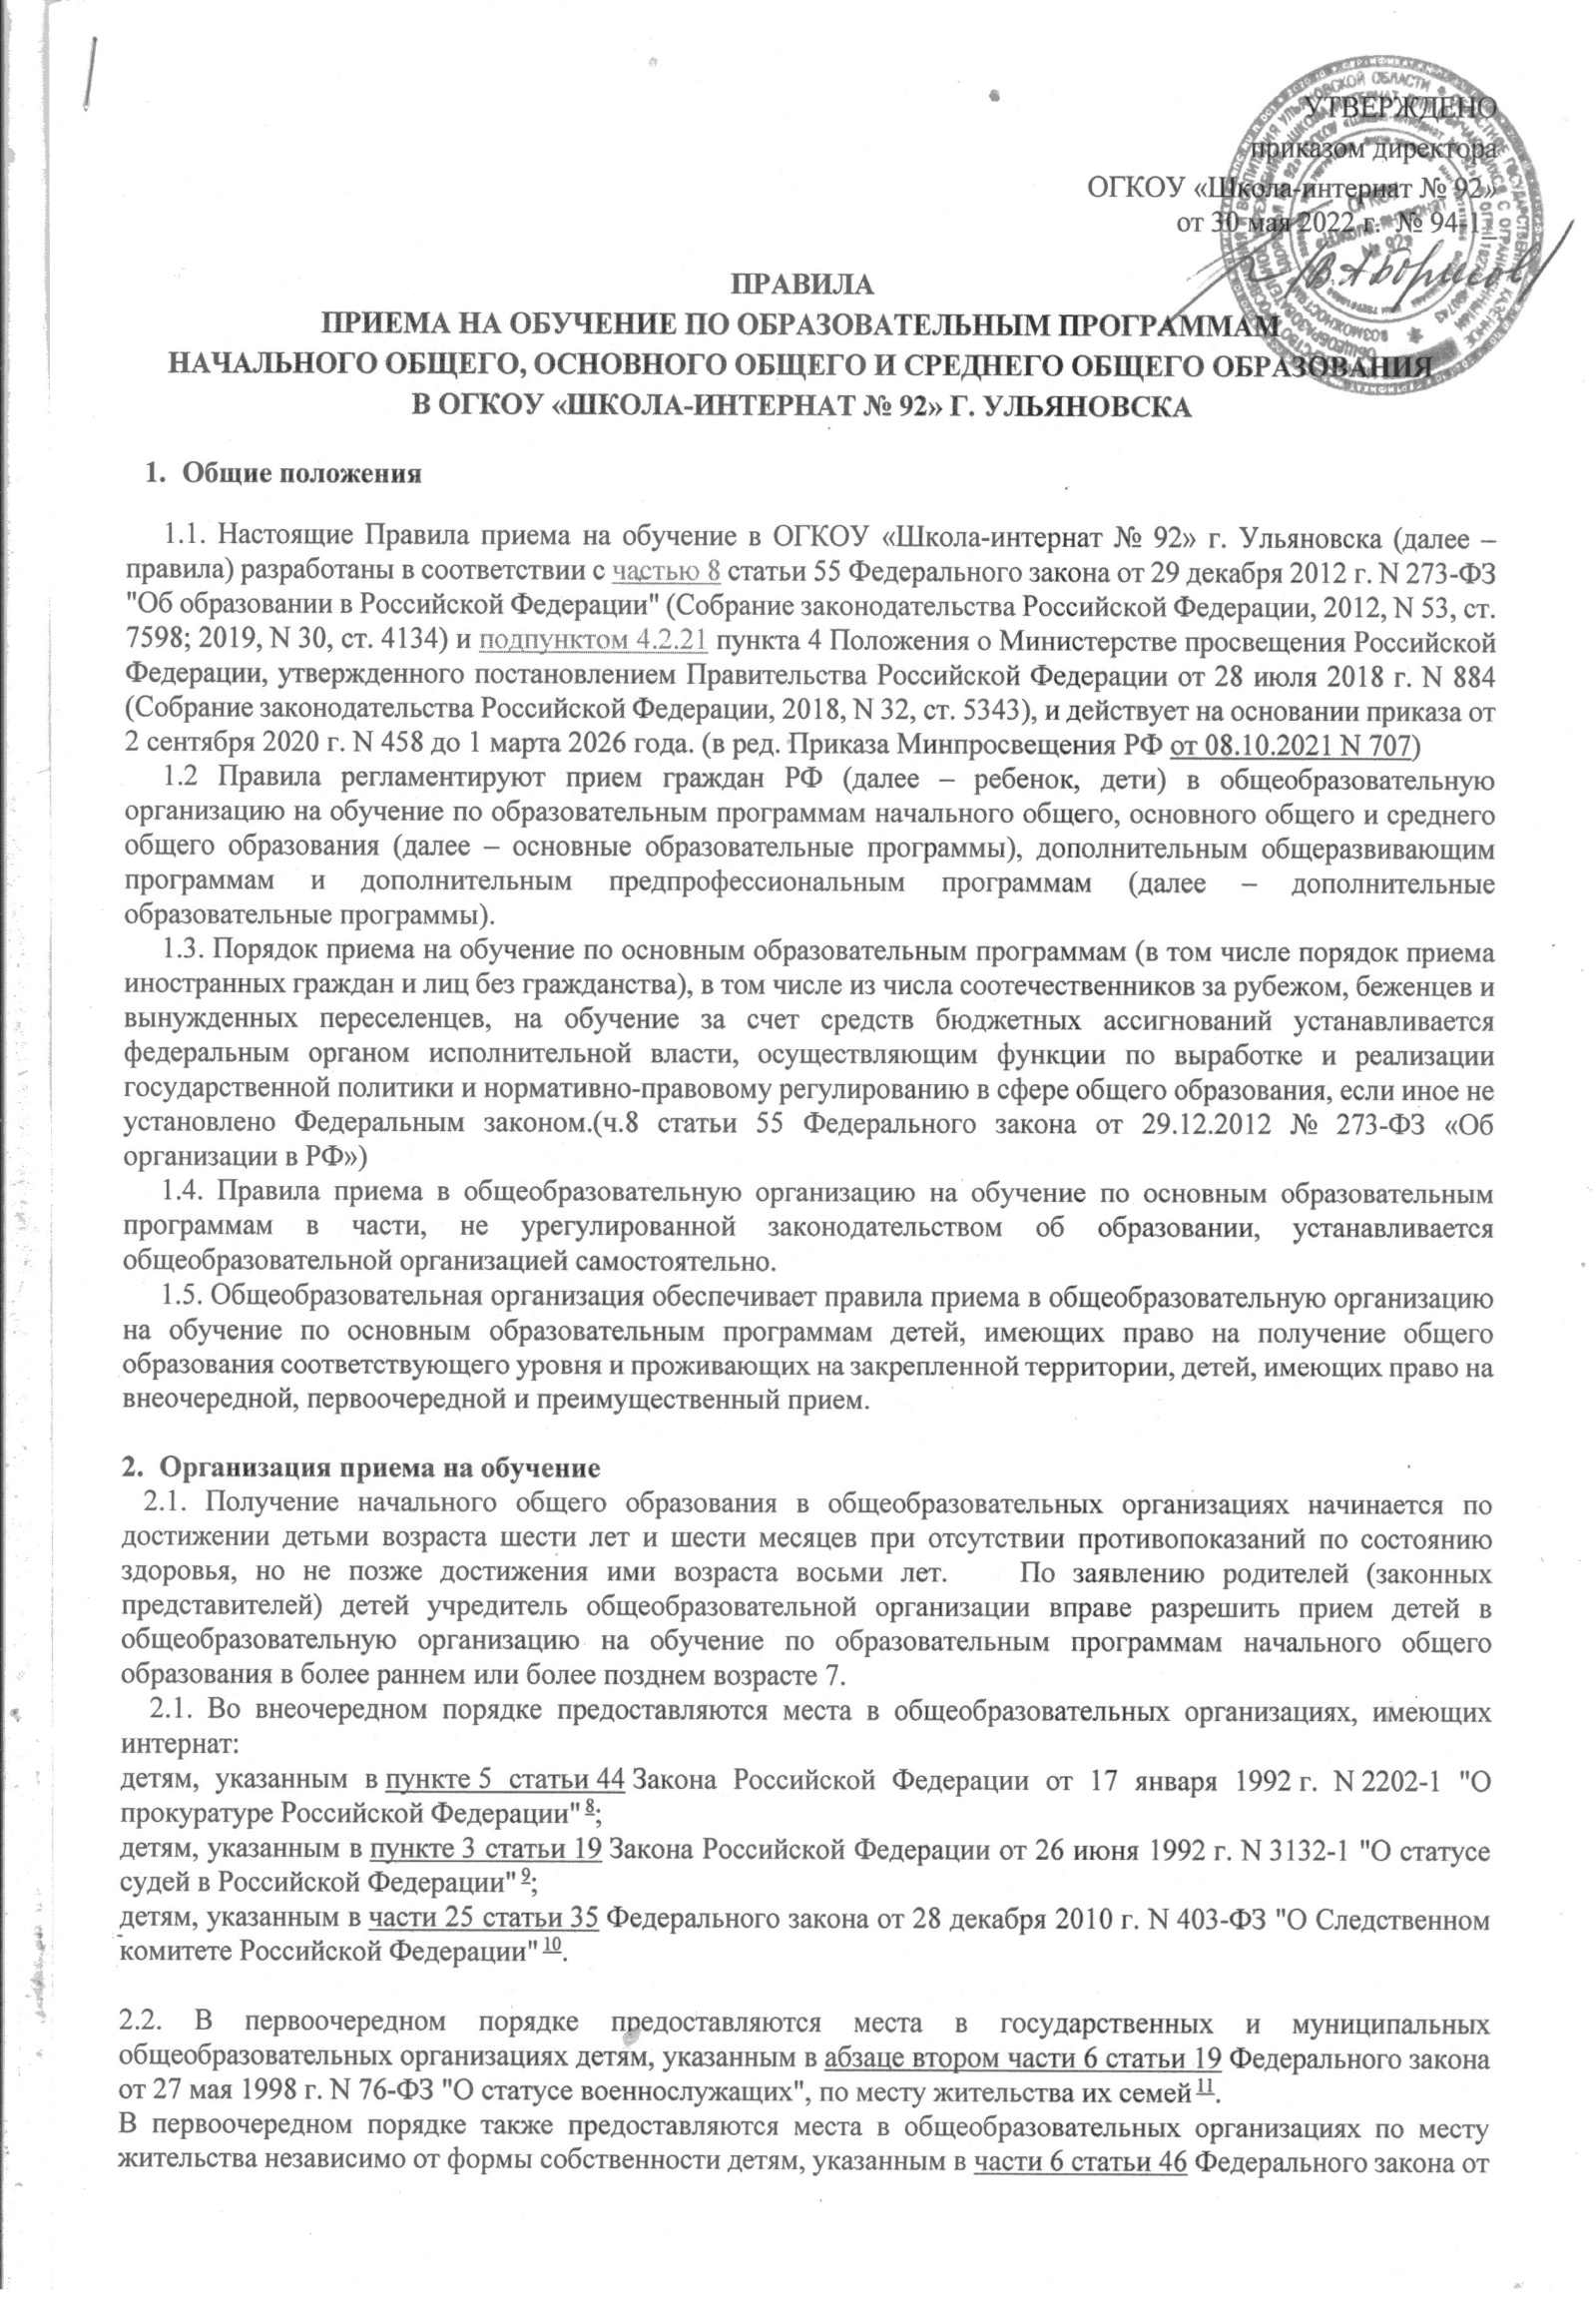 УТВЕРЖДЕНО
приказом директора
ОГКОУ «Школа-интернат № 92»
от 30 мая 2022 г. № 94-1_
ОГКОУ
«Школа-интернат
№ 92»
ПРАВИЛА
ПРИЕМА НА ОБУЧЕНИЕ ПО ОБРАЗОВАТЕЛЬНЫМ ПРОГРАММАМ
НАЧАЛЬНОГО ОБЩЕГО, ОСНОВНОГО ОБЩЕГО И СРЕДНЕГО ОБЩЕГО ОБРАЗОВАНИЯ
В ОГКОУ «ШКОЛА-ИНТЕРНАТ № 92» Г. УЛЬЯНОВСКА
1. Общие положения
1.1. Настоящие Правила приема на обучение в ОГКОУ «Школа-интернат № 92» г. Ульяновска (далее –
правила) разработаны в соответствии с частью 8 статьи 55 Федерального закона от 29 декабря 2012 г. N 273-ФЗ
"Об образовании в Российской Федерации" (Собрание законодательства Российской Федерации, 2012, N 53, ст.
7598; 2019, N 30, ст. 4134) и подпунктом 4.2.21 пункта 4 Положения о Министерстве просвещения Российской
Федерации, утвержденного постановлением Правительства Российской Федерации от 28 июля 2018 г. N 884
(Собрание законодательства Российской Федерации, 2018, N 32, ст. 5343), и действует на основании приказа от
2 сентября 2020 г. N 458 до 1 марта 2026 года. (в ред. Приказа Минпросвещения РФ от 08.10.2021 N 707)
1.2 Правила регламентируют прием граждан РФ (далее – ребенок, дети) в общеобразовательную
организацию на обучение по образовательным программам начального общего, основного общего и среднего
общего образования (далее – основные образовательные программы), дополнительным общеразвивающим
программам и дополнительным предпрофессиональным программам (далее – дополнительные
образовательные программы).
1.3. Порядок приема на обучение по основным образовательным программам (в том числе порядок приема
иностранных граждан и лиц без гражданства), в том числе из числа соотечественников за рубежом, беженцев и
вынужденных переселенцев, на обучение за счет средств бюджетных ассигнований устанавливается
федеральным органом исполнительной власти, осуществляющим функции по выработке и реализации
государственной политики и нормативно-правовому регулированию в сфере общего образования, если иное не
установлено Федеральным законом.(ч.8 статьи 55 Федерального закона от 29.12.2012 № 273-ФЗ «Об
организации в РФ»)
1.4. Правила приема в общеобразовательную организацию на обучение по основным образовательным
программам в части, не урегулированной законодательством об образовании, устанавливается
общеобразовательной организацией самостоятельно.
1.5. Общеобразовательная организация обеспечивает правила приема в общеобразовательную организацию
на обучение по основным образовательным программам детей, имеющих право на получение общего
образования соответствующего уровня и проживающих на закрепленной территории, детей, имеющих право на
внеочередной, первоочередной и преимущественный прием.
2. Организация приема на обучение
2.1. Получение начального общего образования в общеобразовательных организациях начинается по
достижении детьми возраста шести лет и шести месяцев при отсутствии противопоказаний по состоянию
здоровья, но не позже достижения ими возраста восьми лет. По заявлению родителей (законных
представителей) детей учредитель общеобразовательной организации вправе разрешить прием детей в
общеобразовательную организацию на обучение по образовательным программам начального общего
образования в более раннем или более позднем возрасте 7.
2.1. Во внеочередном порядке предоставляются места в общеобразовательных организациях, имеющих
интернат:
детям, указанным в пункте 5 статьи 44 Закона Российской Федерации от 17 января 1992 г. N 2202-1 "О
прокуратуре Российской Федерации" 8;
детям, указанным в пункте 3 статьи 19 Закона Российской Федерации от 26 июня 1992 г. N 3132-1 "О статусе
судей в Российской Федерации" 9;
детям, указанным в части 25 статьи 35 Федерального закона от 28 декабря 2010 г. N 403-ФЗ "О Следственном
комитете Российской Федерации" 10.
2.2. В первоочередном порядке предоставляются места в государственных и муниципальных
общеобразовательных организациях детям, указанным в абзаце втором части 6 статьи 19 Федерального закона
от 27 мая 1998 г. N 76-ФЗ "О статусе военнослужащих", по месту жительства их семей 11.
В первоочередном порядке также предоставляются места в общеобразовательных организациях по месту
жительства независимо от формы собственности детям, указанным в части 6 статьи 46 Федерального закона от